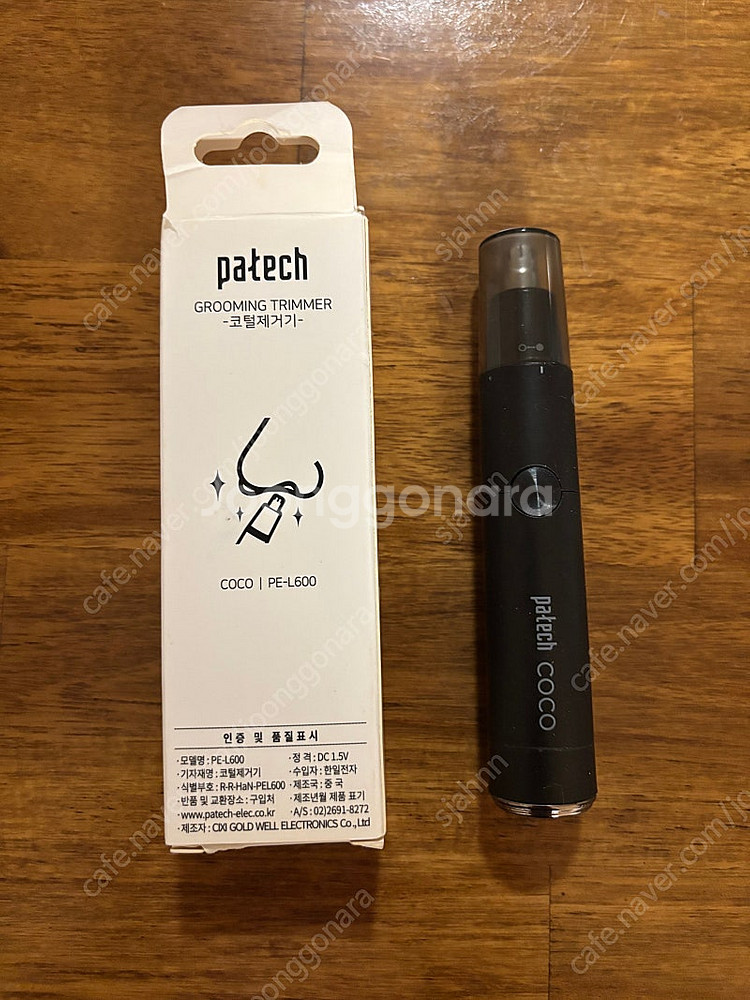 patech
GROOMING TRIMMER
-코털제거기-
COCO | PE-L600
인증 및 품질표시
·모델명 : PE-L600
·정 격 : DC 1.5V
·기자재명 : 코털제거기
·수입자 : 한일전자
·식별부호 : R-R-HaN-PEL600
·제조국 : 중 국
·반품 및 교환장소 : 구입처
·제조년월 제품 표기
·www.patech-elec.co.kr
·A/S : 02)2691-8272
·제조자 : CIXI GOLD WELL ELECTRONICS Co., Ltd
patech COCO
joonggonara
cafe.naver.com/joonggonara
sjahnn